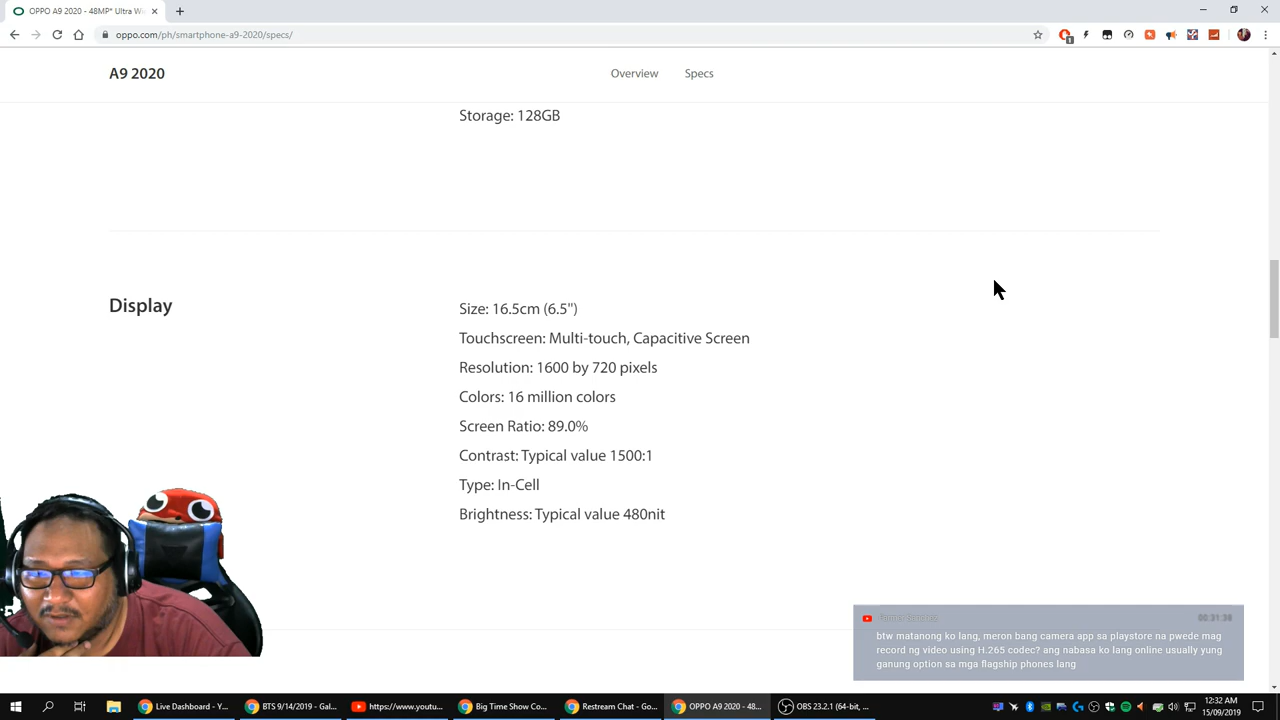 OPPO A9 2020 - 48MP* Ultra Wi
oppo.com/ph/smartphone-a9-2020/specs/
1
A9 2020
Overview
Specs
Storage: 128GB
Display
Size: 16.5cm (6.5")
Touchscreen: Multi-touch, Capacitive Screen
Resolution: 1600 by 720 pixels
Colors: 16 million colors
Screen Ratio: 89.0%
Contrast: Typical value 1500:1
Type: In-Cell
Brightness: Typical value 480nit
00:31:38
btw matanong ko lang, meron bang camera app sa playstore na pwede mag
record ng video using H.265 codec? ang nabasa ko lang online usually yung
ganung option sa mga flagship phones lang
Live Dashboard - Y...
BTS 9/14/2019 - Gal...
https://www.youtu...
Big Time Show Co...
Restream Chat - Go...
OPPO A9 2020 - 48...
OBS 23.2.1 (64-bit, ...
12:32 AM
15/09/2019